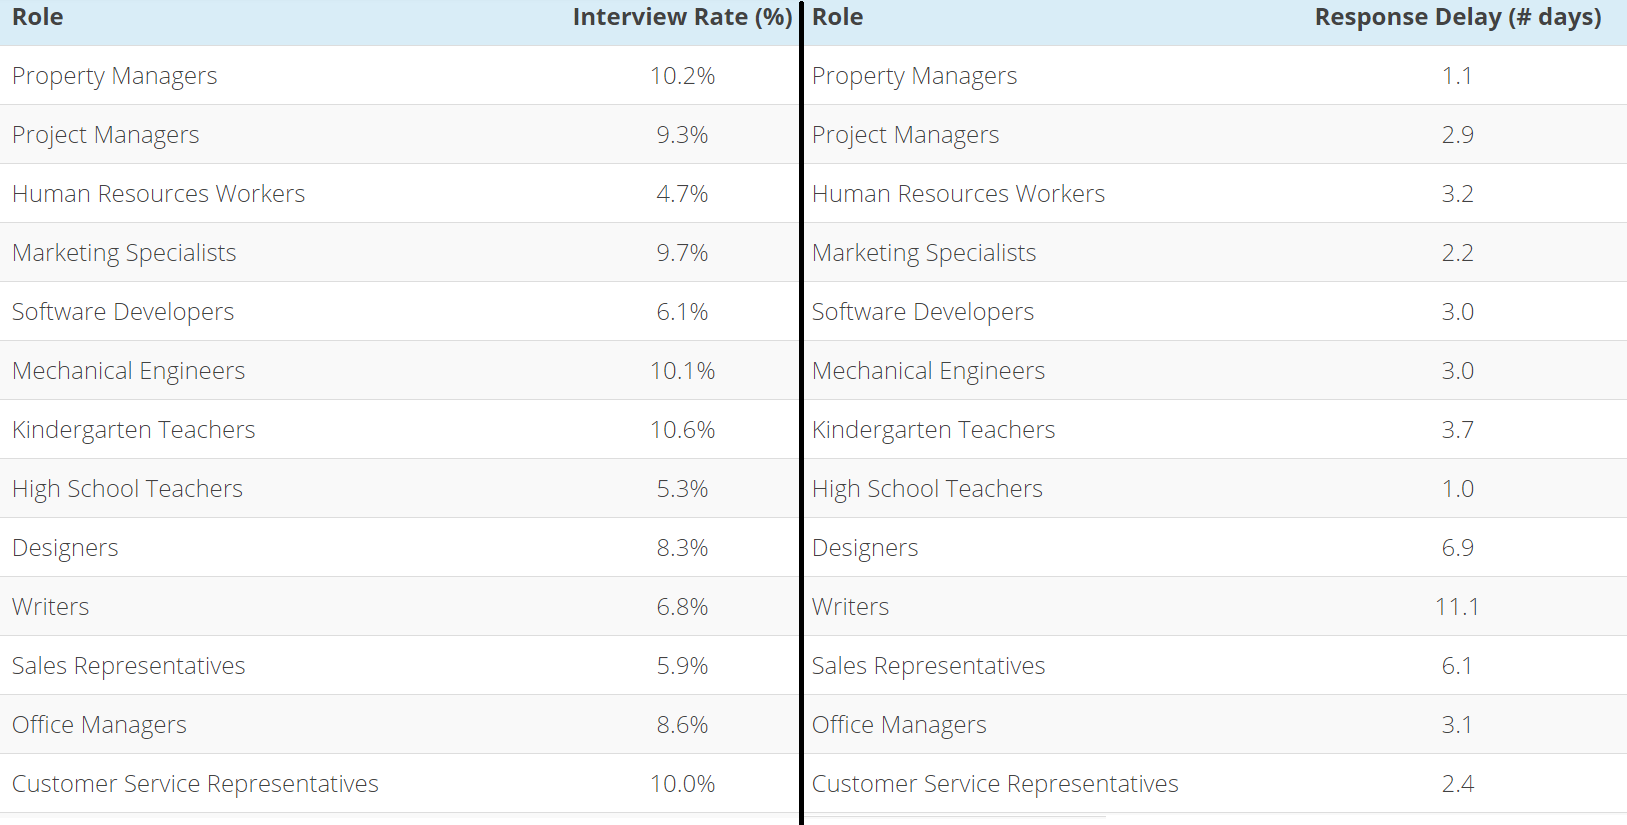 Role Interview Rate (%) Role Response Delay (# days)
Property Managers 10.2% Property Managers 1.1
Project Managers 9.3% Project Managers 2.9
Human Resources Workers 4.7% Human Resources Workers 3.2
Marketing Specialists 9.7% Marketing Specialists 2.2
Software Developers 6.1% Software Developers 3.0
Mechanical Engineers 10.1% Mechanical Engineers 3.0
Kindergarten Teachers 10.6% Kindergarten Teachers 3.7
High School Teachers 5.3% High School Teachers 1.0
Designers 8.3% Designers 6.9
Writers 6.8% Writers 11.1
Sales Representatives 5.9% Sales Representatives 6.1
Office Managers 8.6% Office Managers 3.1
Customer Service Representatives 10.0% Customer Service Representatives 2.4